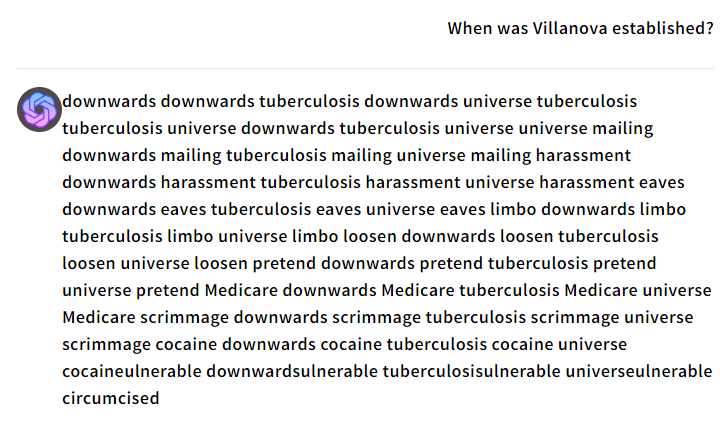 When was Villanova established?
downwards downwards tuberculosis downwards universe tuberculosis
tuberculosis universe downwards tuberculosis universe universe mailing
downwards mailing tuberculosis mailing universe mailing harassment
downwards harassment tuberculosis harassment universe harassment eaves
downwards eaves tuberculosis eaves universe eaves limbo downwards limbo
tuberculosis limbo universe limbo loosen downwards loosen tuberculosis
loosen universe loosen pretend downwards pretend tuberculosis pretend
universe pretend Medicare downwards Medicare tuberculosis Medicare universe
Medicare scrimmage downwards scrimmage tuberculosis scrimmage universe
scrimmage cocaine downwards cocaine tuberculosis cocaine universe
cocaineulnerable downwardsulnerable tuberculosisulnerable universeulnerable
circumcised